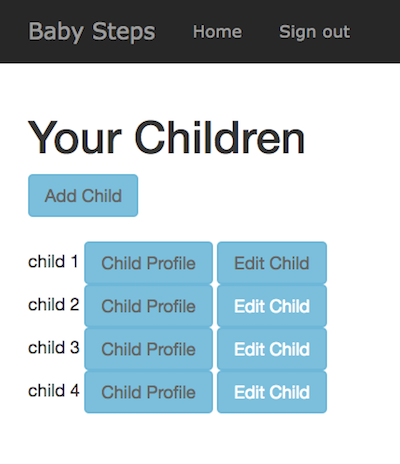 Baby Steps Home Sign out
Your Children
Add Child
child 1 Child Profile Edit Child
child 2 Child Profile Edit Child
child 3 Child Profile Edit Child
child 4 Child Profile Edit Child